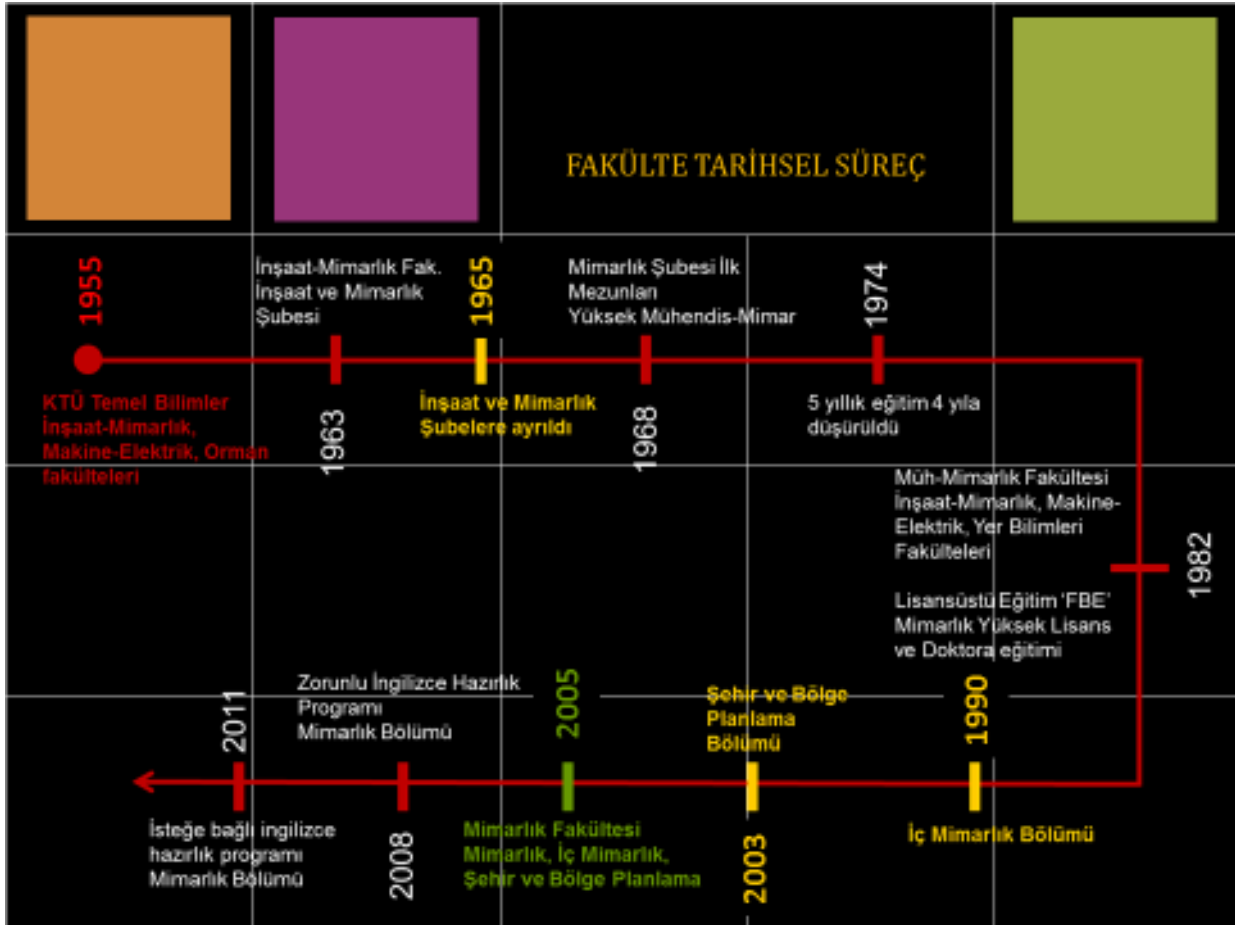 FAKÜLTE TARİHSEL SÜREÇ
1955
KTÜ Temel Bilimler
İnşaat-Mimarlık,
Makine-Elektrik, Orman
fakülteleri
İnşaat-Mimarlık Fak.
İnşaat ve Mimarlık
Şubesi
1963
1965
İnşaat ve Mimarlık
Şubelere ayrıldı
Mimarlık Şubesi İlk
Mezunları
Yüksek Mühendis-Mimar
1968
1974
5 yıllık eğitim 4 yıla
düşürüldü
Müh-Mimarlık Fakültesi
İnşaat-Mimarlık, Makine-
Elektrik, Yer Bilimleri
Fakülteleri
Lisansüstü Eğitim 'FBE'
Mimarlık Yüksek Lisans
ve Doktora eğitimi
1982
1990
İç Mimarlık Bölümü
Şehir ve Bölge
Planlama
Bölümü
2003
2005
Mimarlık Fakültesi
Mimarlık, İç Mimarlık,
Şehir ve Bölge Planlama
Zorunlu İngilizce Hazırlık
Programı
Mimarlık Bölümü
2008
2011
İsteğe bağlı ingilizce
hazırlık programı
Mimarlık Bölümü